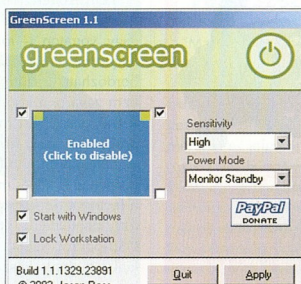 GreenScreen 1.1
greenscreen
Enabled
(click to disable)
Sensitivity
High
Power Mode
Monitor Standby
PayPal
DONATE
Start with Windows
Lock Workstation
Build 1.1.1329.23891
Quit
Apply